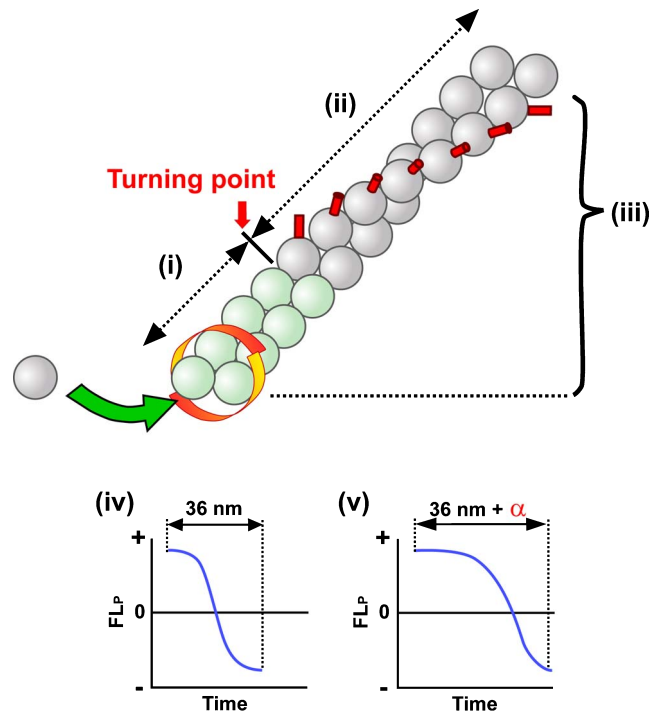 (ii)
Turning point
(iii)
(i)
(iv)
36 nm
(v)
36 nm + α
+
+
FLP
0
FLP
0
-
-
Time
Time